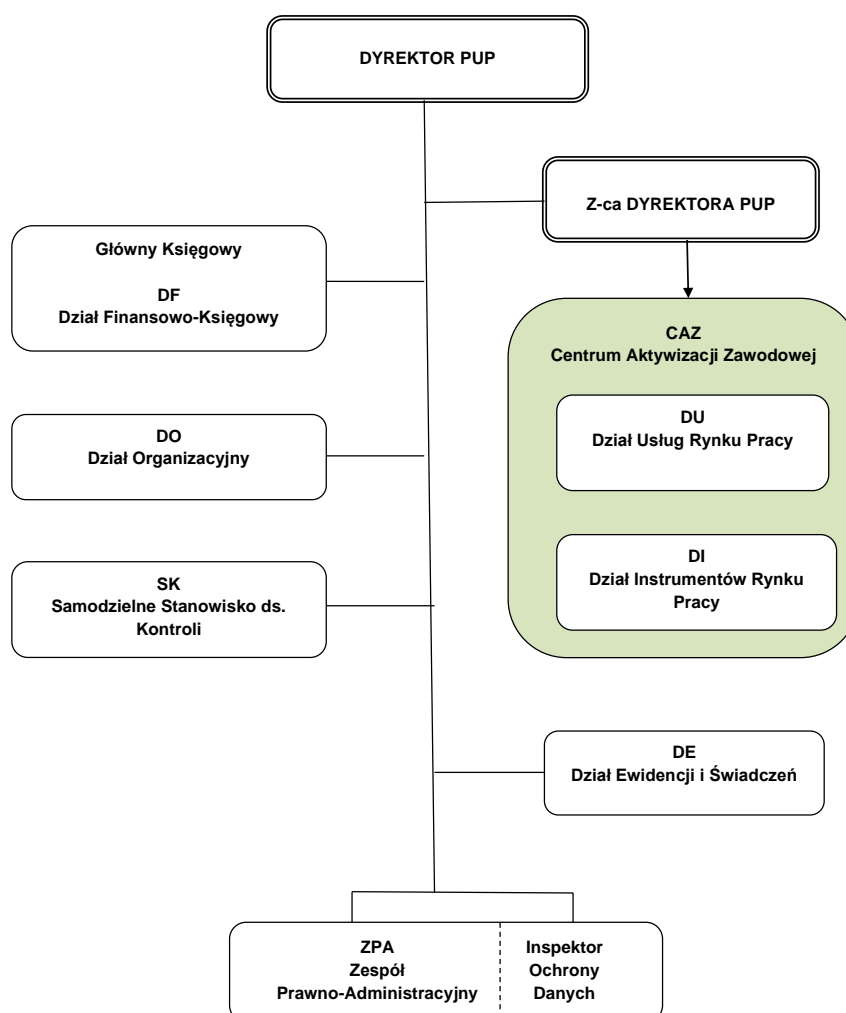 DYREKTOR PUP
Z-ca DYREKTORA PUP
Główny Księgowy
DF
Dział Finansowo-Księgowy
CAZ
Centrum Aktywizacji Zawodowej
DU
Dział Usług Rynku Pracy
DO
Dział Organizacyjny
DI
Dział Instrumentów Rynku
Pracy
SK
Samodzielne Stanowisko ds.
Kontroli
DE
Dział Ewidencji i Świadczeń
ZPA
Zespół
Prawno-Administracyjny
Inspektor
Ochrony
Danych